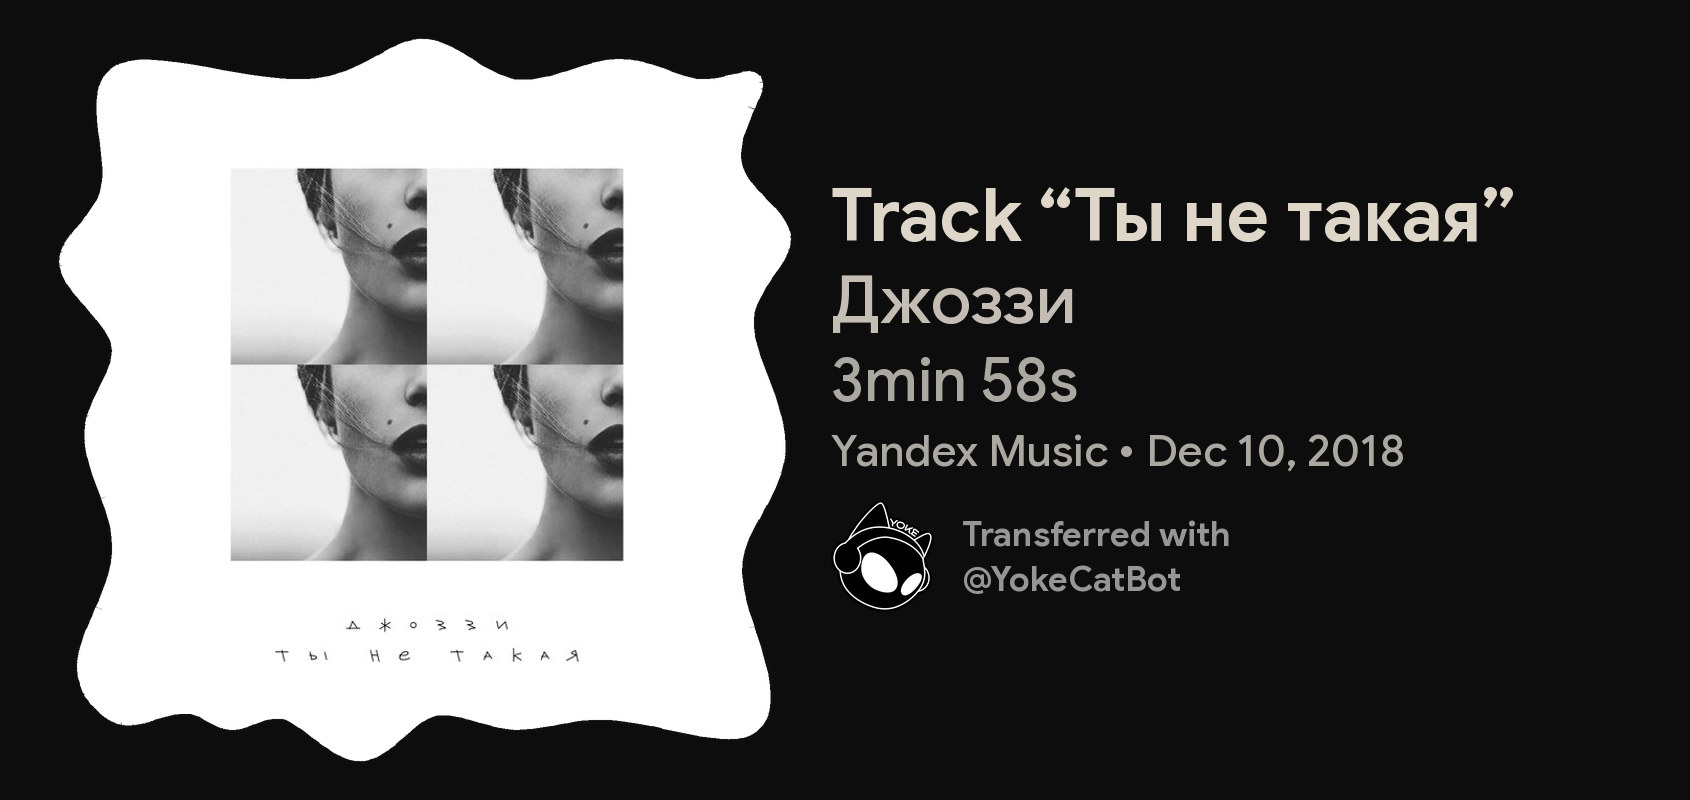 Track “Ты не такая”
Джоззи
3min 58s
Yandex Music • Dec 10, 2018
YOKE
Transferred with
@YokeCatBot
джоззи
ты не такая